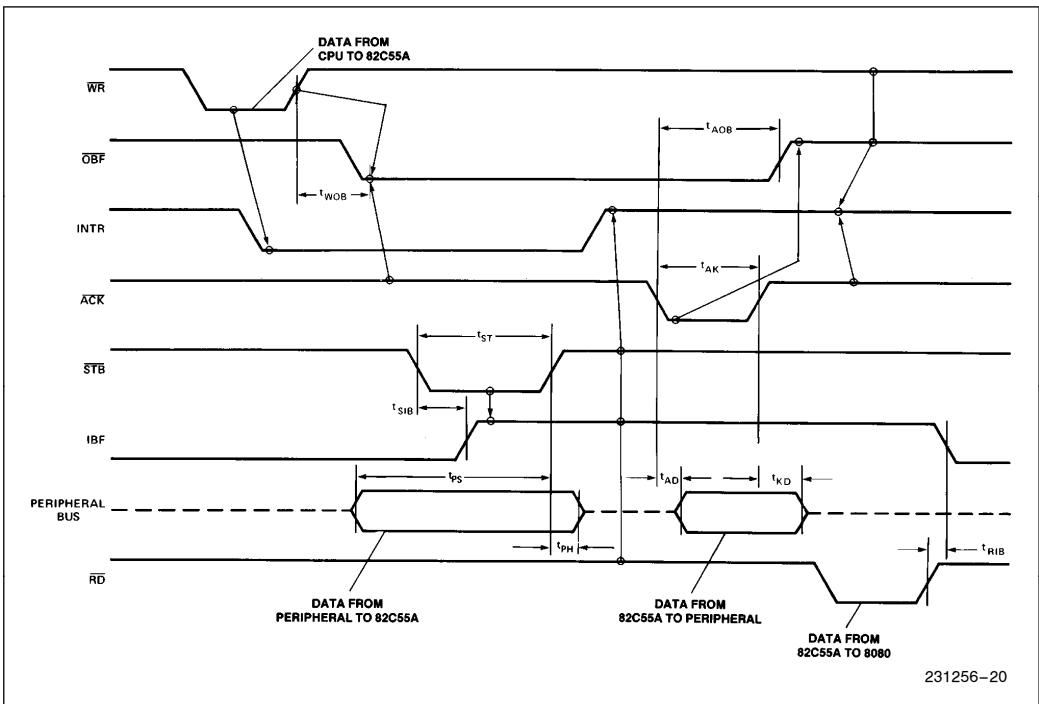 DATA FROM
CPU TO 82C55A
WR
OBF
tAOB
tWOB
INTR
tAK
ACK
tST
STB
tSIB
IBF
tPS
tAD
tKD
PERIPHERAL
BUS
tPH
tRIB
RD
DATA FROM
PERIPHERAL TO 82C55A
DATA FROM
82C55A TO PERIPHERAL
DATA FROM
82C55A TO 8080
231256–20